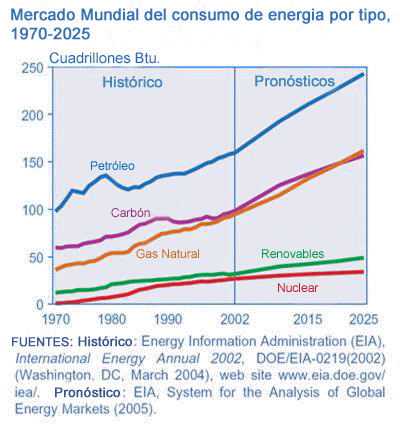 Mercado Mundial del consumo de energia por tipo,
1970-2025
Cuadrillones Btu.
250
Histórico
Pronósticos
200
Petróleo
150
Carbón
100
Gas Natural
50
Renovables
Nuclear
0
1970 1980 1990 2002 2015 2025
FUENTES: Histórico: Energy Information Administration (EIA),
International Energy Annual 2002, DOE/EIA-0219(2002)
(Washington, DC, March 2004), web site www.eia.doe.gov/
iea/. Pronóstico: EIA, System for the Analysis of Global
Energy Markets (2005).